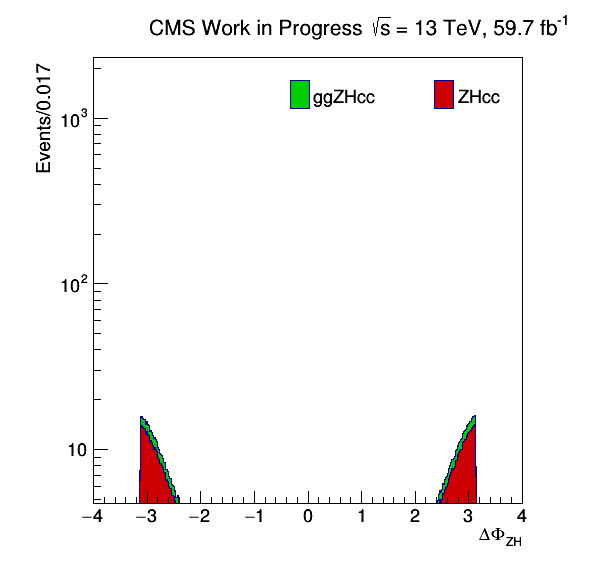 CMS Work in Progress √s = 13 TeV, 59.7 fb⁻¹
Events/0.017
ggZHcc ZHcc
10³
10²
10
−4 −3 −2 −1 0 1 2 3 4
ΔΦ_ZH